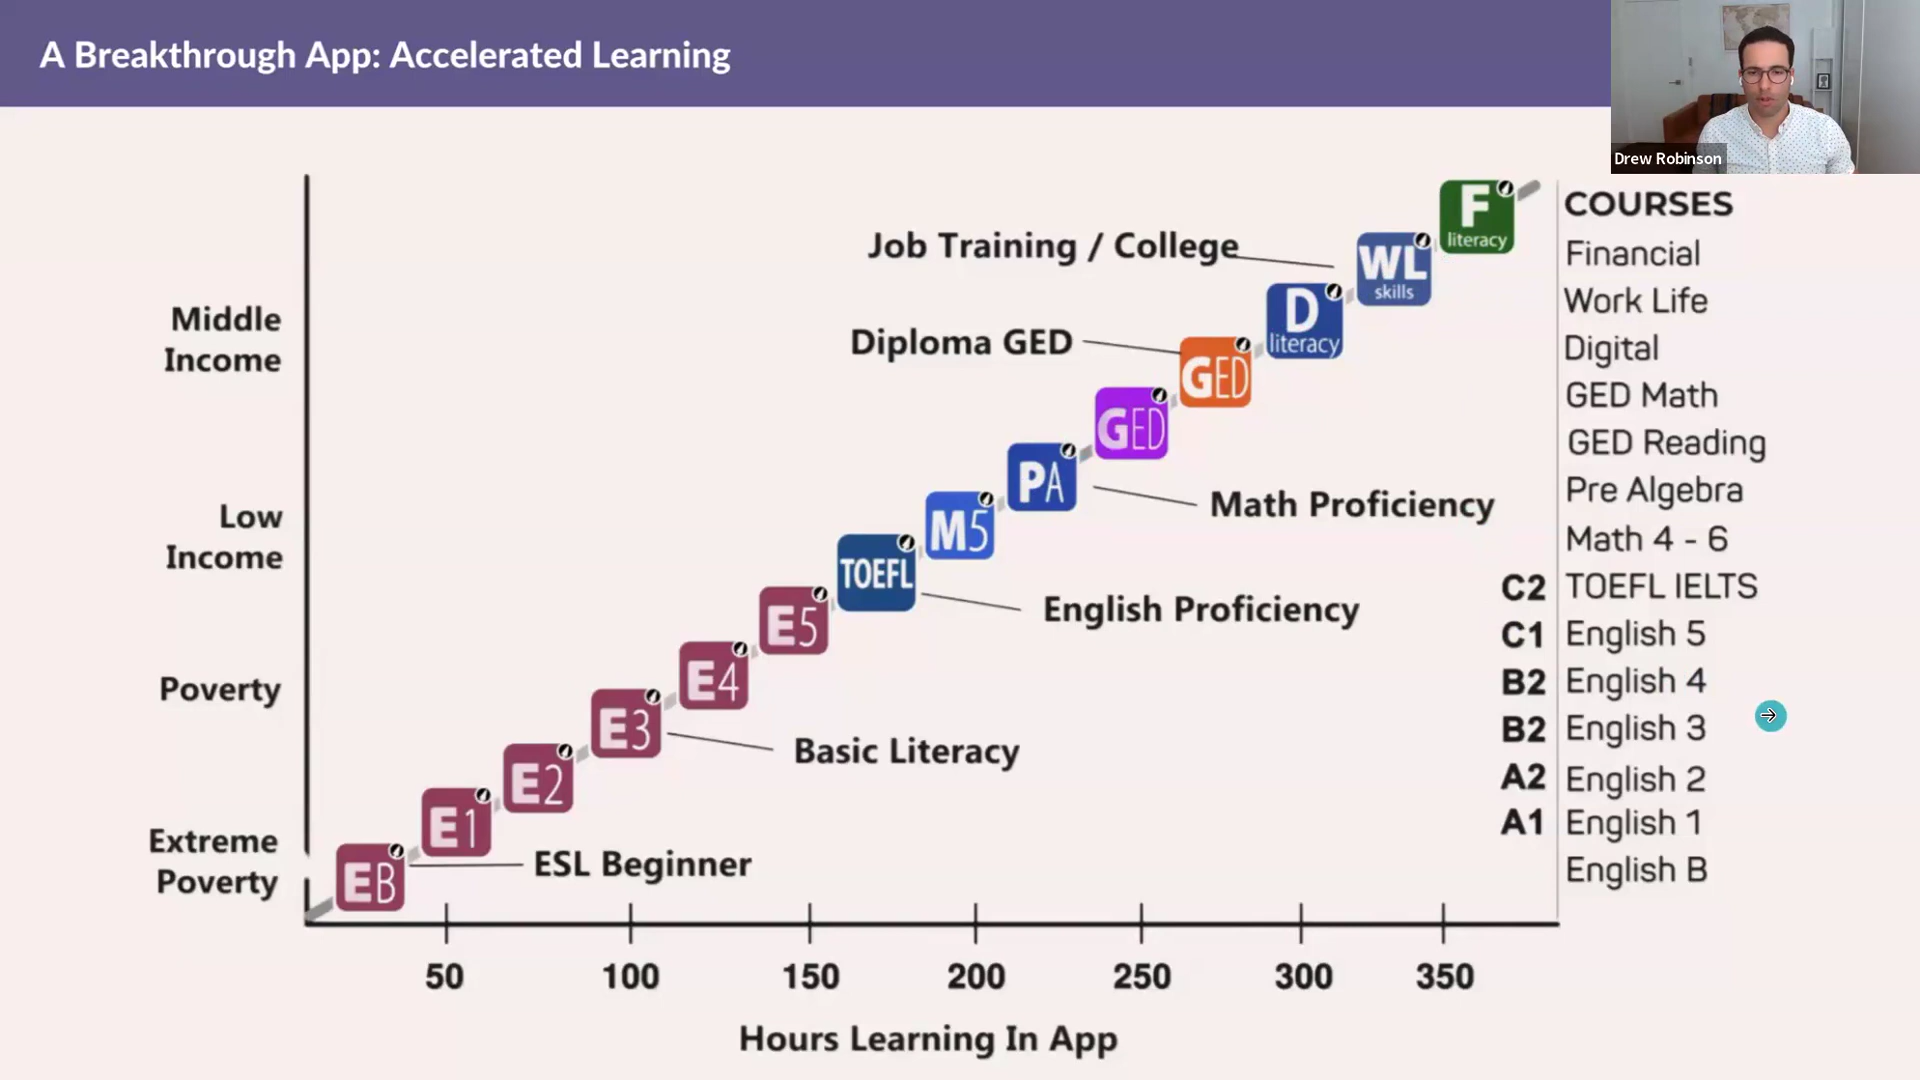 A Breakthrough App: Accelerated Learning
Drew Robinson
Middle
Income
Low
Income
Poverty
Extreme
Poverty
Job Training / College
Diploma GED
Math Proficiency
English Proficiency
Basic Literacy
ESL Beginner
F
literacy
WL
skills
D
literacy
GED
GED
PA
M5
TOEFL
E5
E4
E3
E2
E1
EB
COURSES
Financial
Work Life
Digital
GED Math
GED Reading
Pre Algebra
Math 4 - 6
C2 TOEFL IELTS
C1 English 5
B2 English 4
B2 English 3
A2 English 2
A1 English 1
English B
50 100 150 200 250 300 350
Hours Learning In App